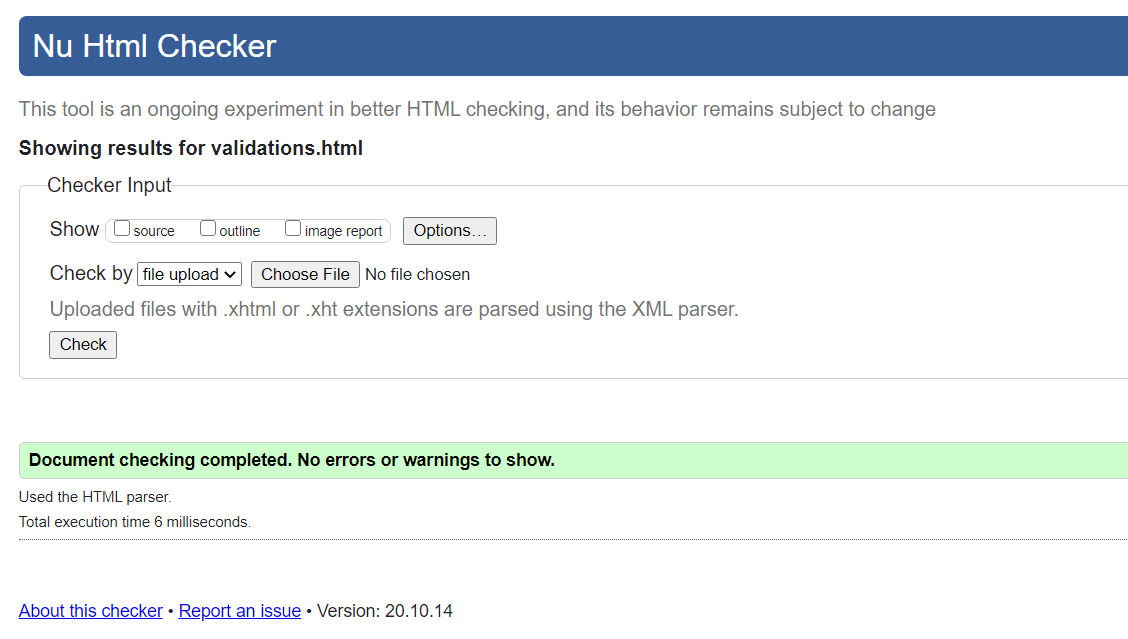 Nu Html Checker
This tool is an ongoing experiment in better HTML checking, and its behavior remains subject to change
Showing results for validations.html
Checker Input
Show source outline image report Options…
Check by file upload Choose File No file chosen
Uploaded files with .xhtml or .xht extensions are parsed using the XML parser.
Check
Document checking completed. No errors or warnings to show.
Used the HTML parser.
Total execution time 6 milliseconds.
About this checker • Report an issue • Version: 20.10.14